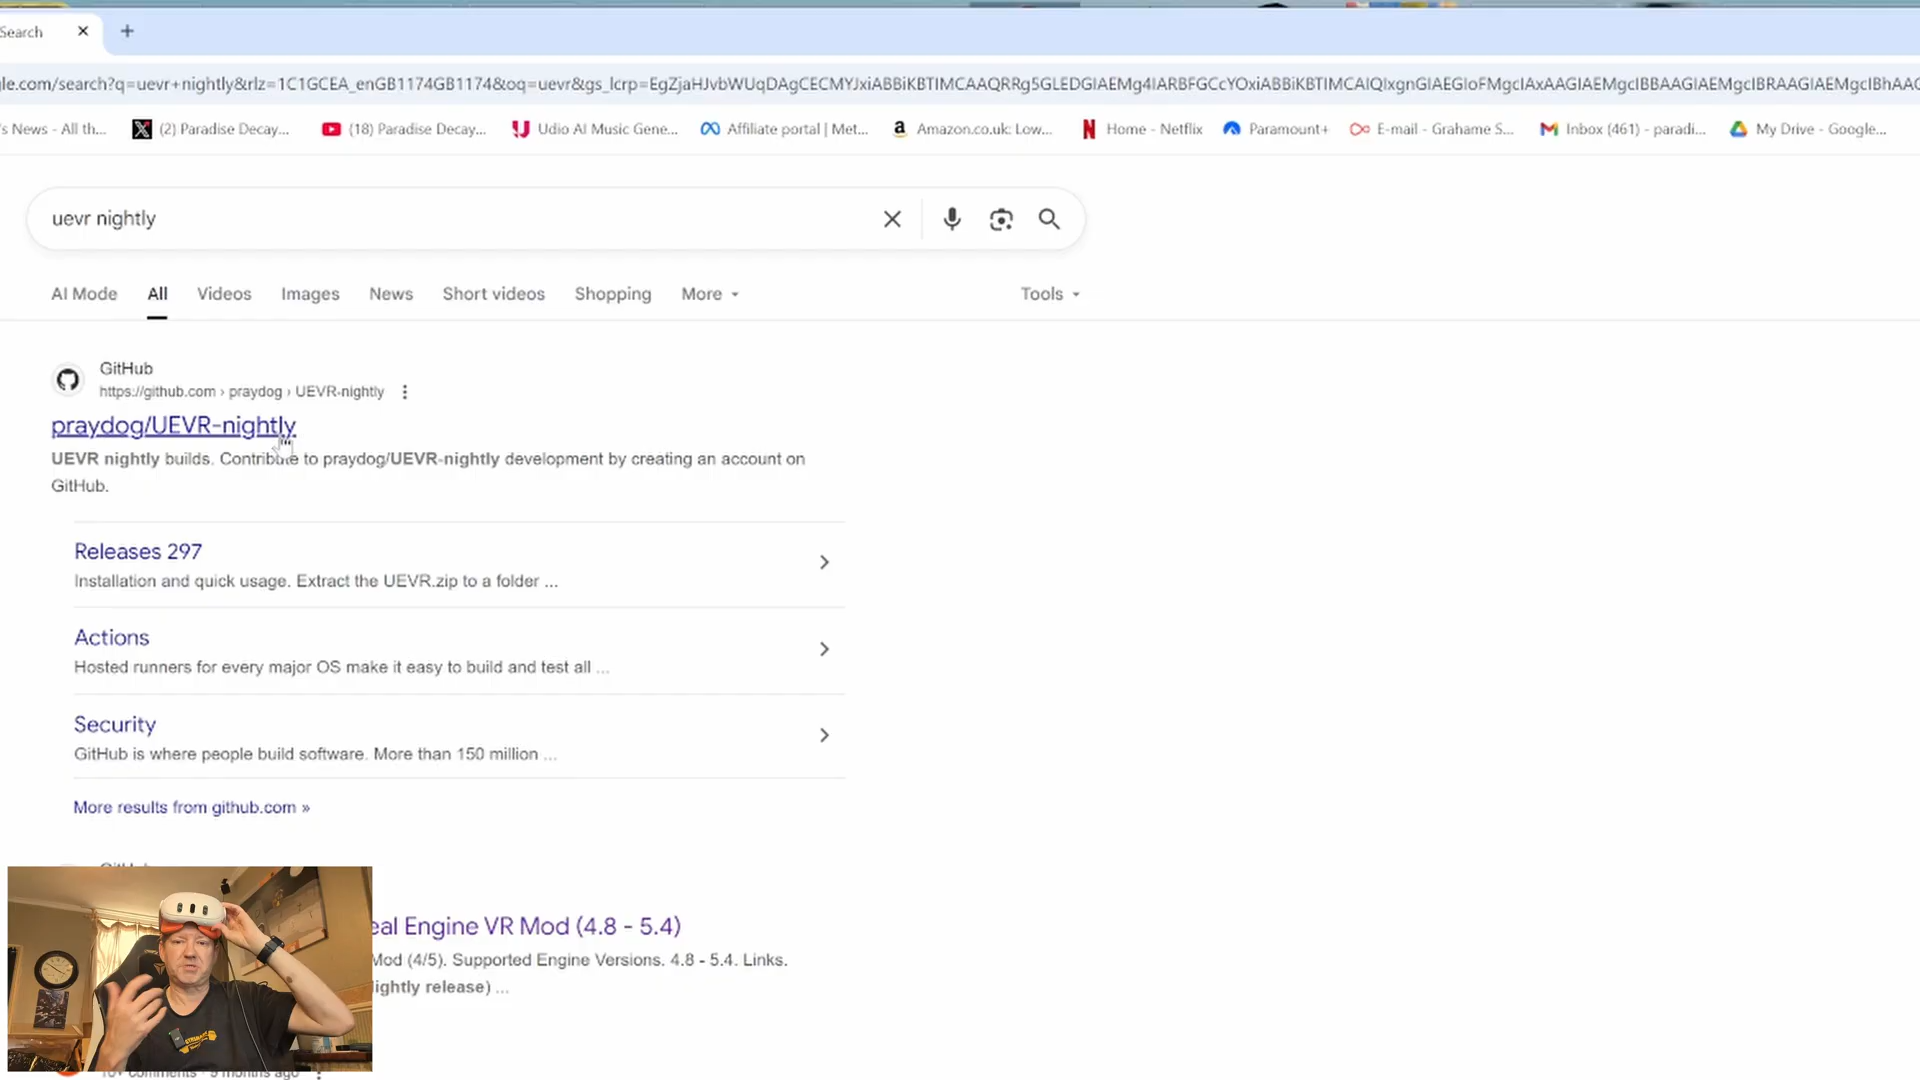 Search
le.com/search?q=uevr+nightly&rlz=1C1GCEA_enGB1174GB1174&oq=uevr&gs_lcrp=
's News - All th...
(2) Paradise Decay...
(18) Paradise Decay...
Udio AI Music Gene...
Affiliate portal | Met...
Amazon.co.uk: Low...
Home - Netflix
Paramount+
E-mail - Grahame S...
Inbox (461) - paradi...
My Drive - Google...
uevr nightly
AI Mode
All
Videos
Images
News
Short videos
Shopping
More
Tools
GitHub
https://github.com › praydog › UEVR-nightly
praydog/UEVR-nightly
UEVR nightly builds. Contribute to praydog/UEVR-nightly development by creating an account on
GitHub.
Releases 297
Installation and quick usage. Extract the UEVR.zip to a folder ...
Actions
Hosted runners for every major OS make it easy to build and test all ...
Security
GitHub is where people build software. More than 150 million ...
More results from github.com »
eal Engine VR Mod (4.8 - 5.4)
Mod (4/5). Supported Engine Versions. 4.8 - 5.4. Links.
ightly release) ...
10+ comments · 9 months ago